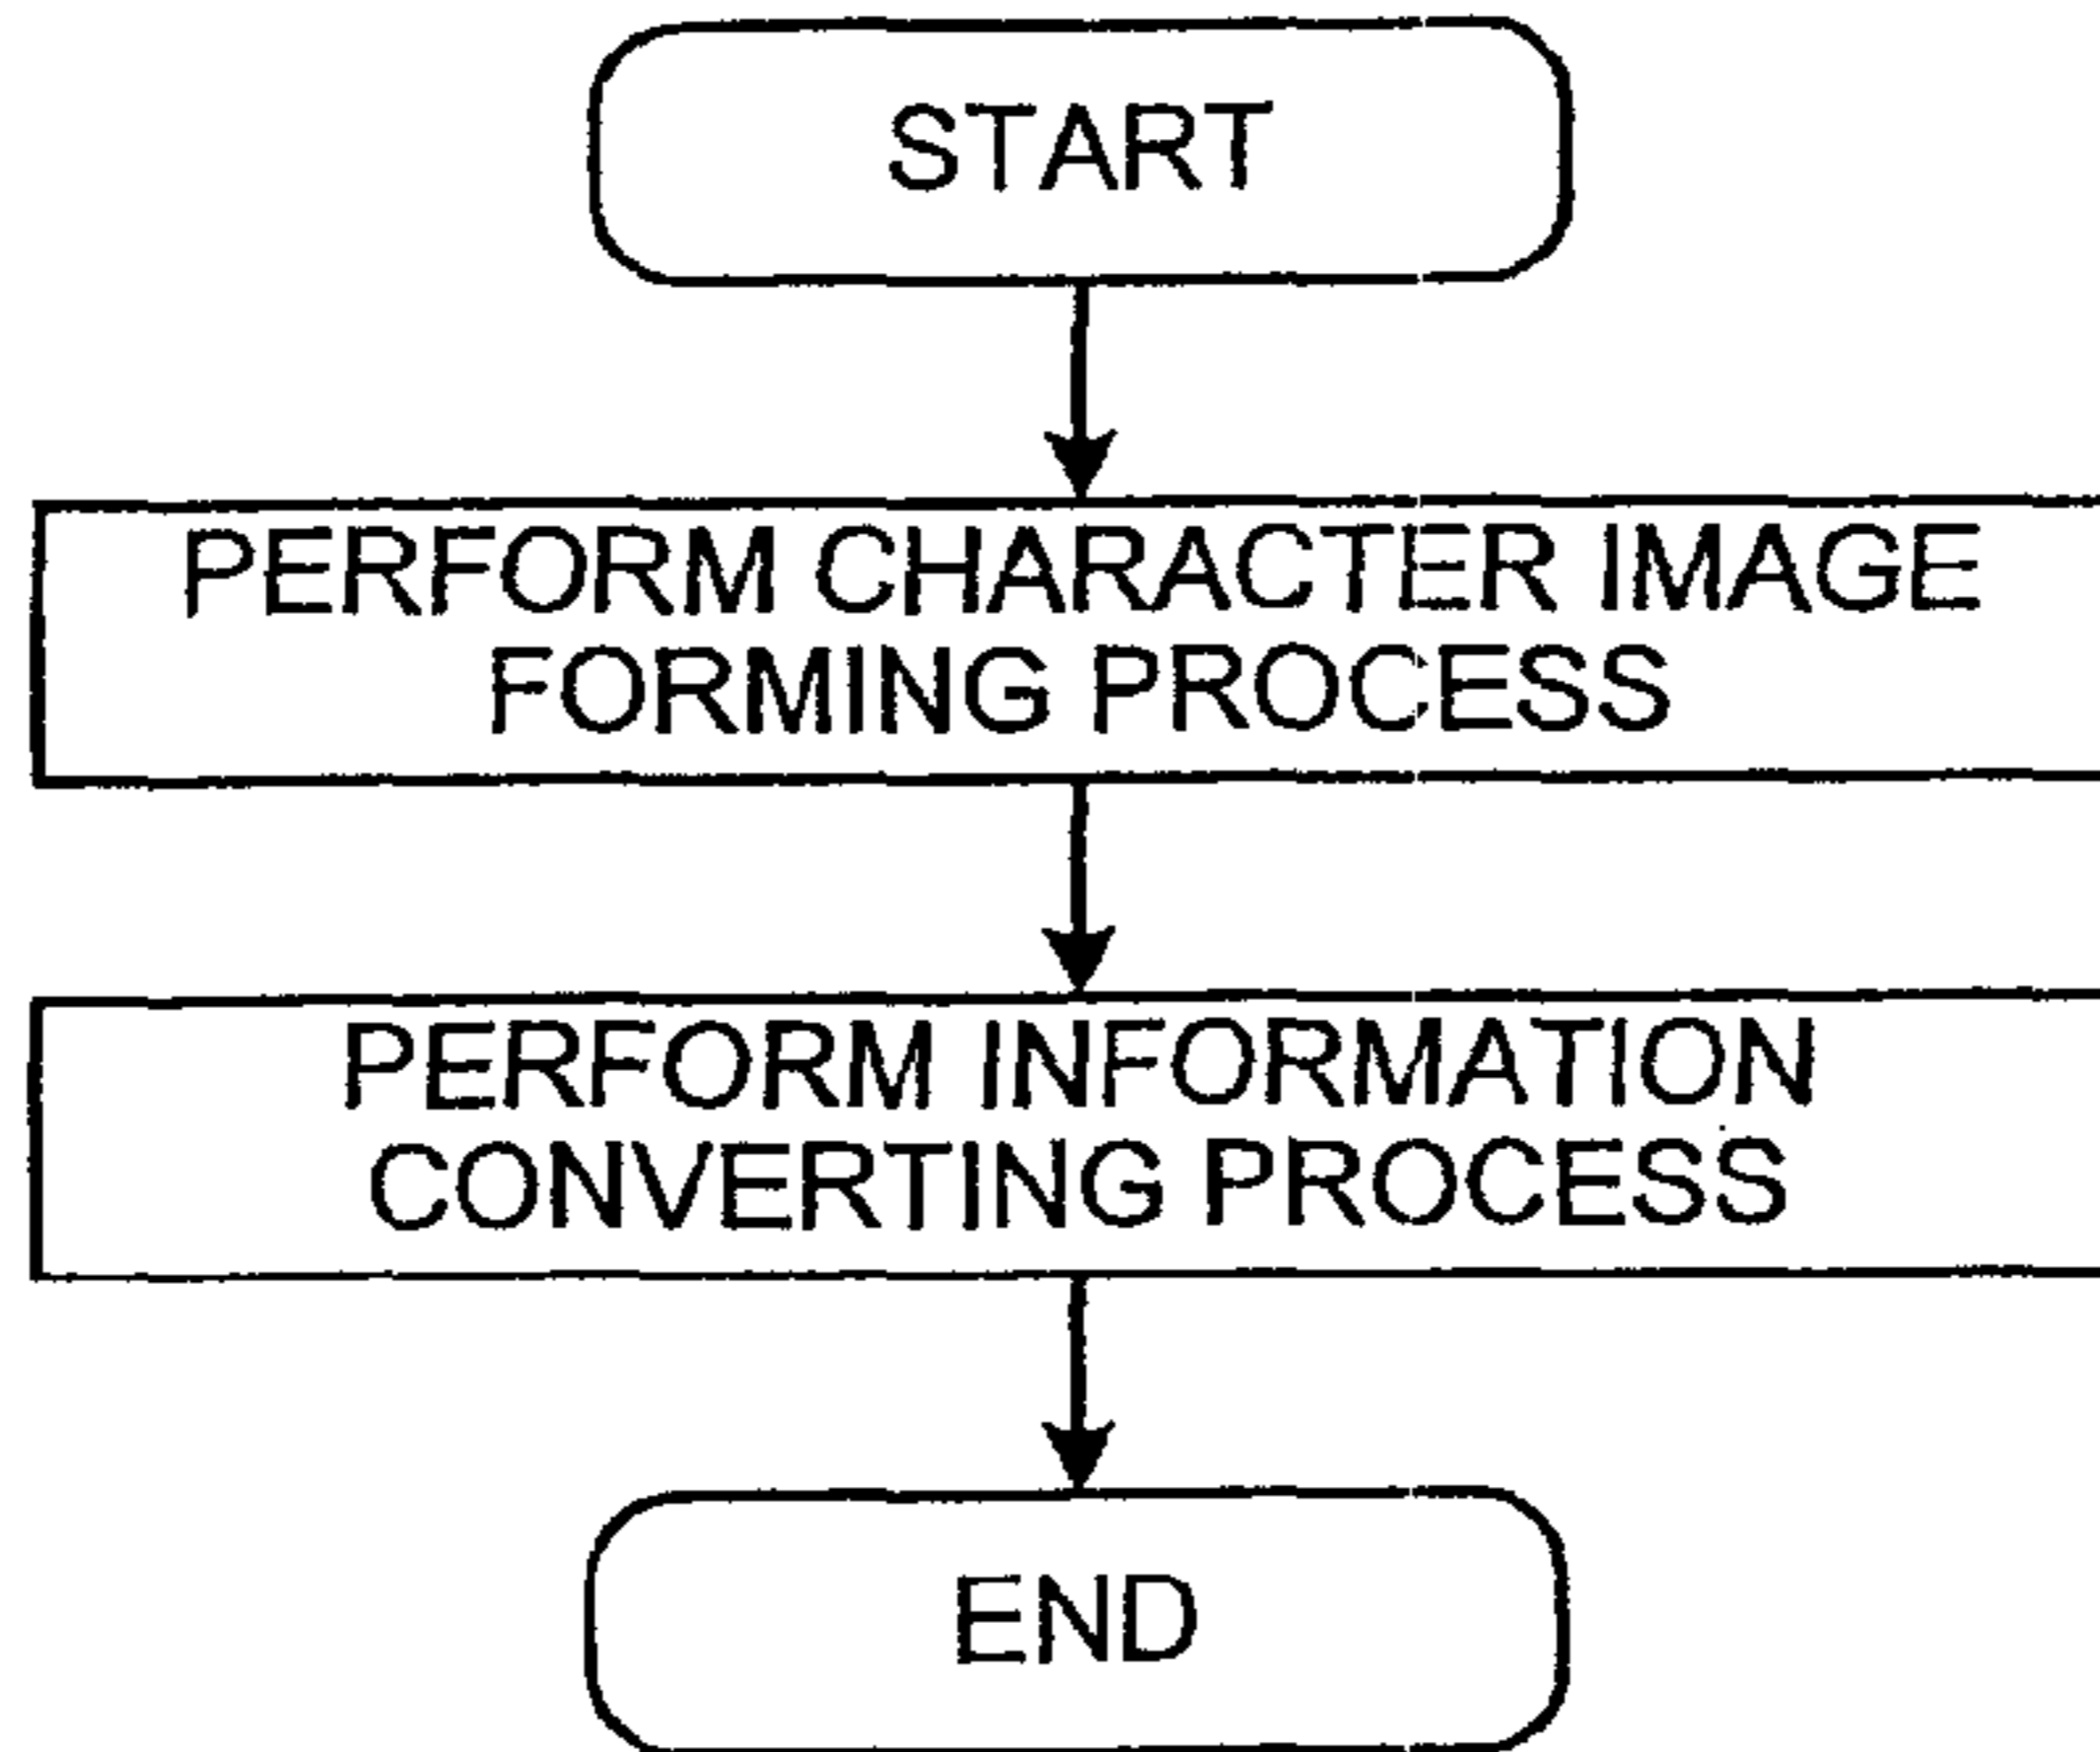 START
PERFORM CHARACTER IMAGE
FORMING PROCESS
PERFORM INFORMATION
CONVERTING PROCESS
END